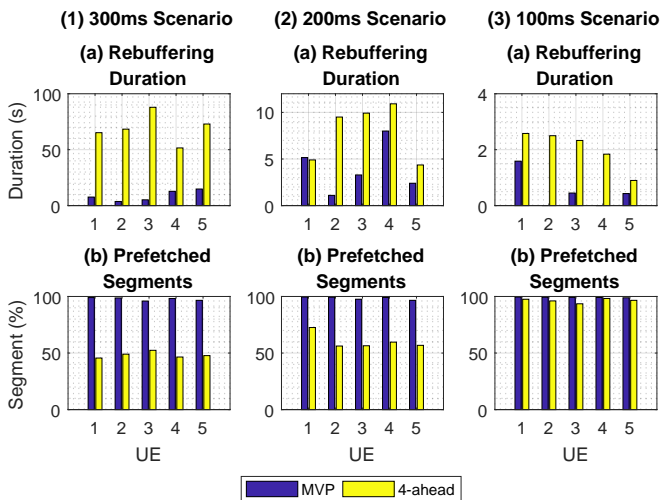 (1) 300ms Scenario (2) 200ms Scenario (3) 100ms Scenario
(a) Rebuffering Duration
(a) Rebuffering Duration
(a) Rebuffering Duration
Duration (s)
100
50
0
1 2 3 4 5
10
5
0
1 2 3 4 5
4
2
0
1 2 3 4 5
(b) Prefetched Segments
(b) Prefetched Segments
(b) Prefetched Segments
Segment (%)
100
50
0
1 2 3 4 5
UE
100
50
0
1 2 3 4 5
UE
100
50
0
1 2 3 4 5
UE
MVP 4-ahead